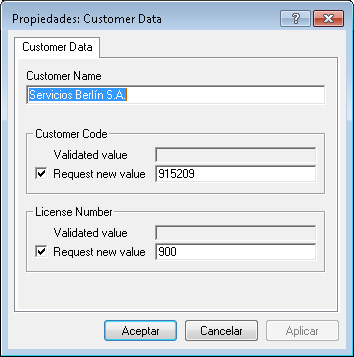 Propiedades: Customer Data
Customer Data
Customer Name
Servicios Berlín S.A.
Customer Code
Validated value
Request new value 915209
License Number
Validated value
Request new value 900
Aceptar Cancelar Aplicar